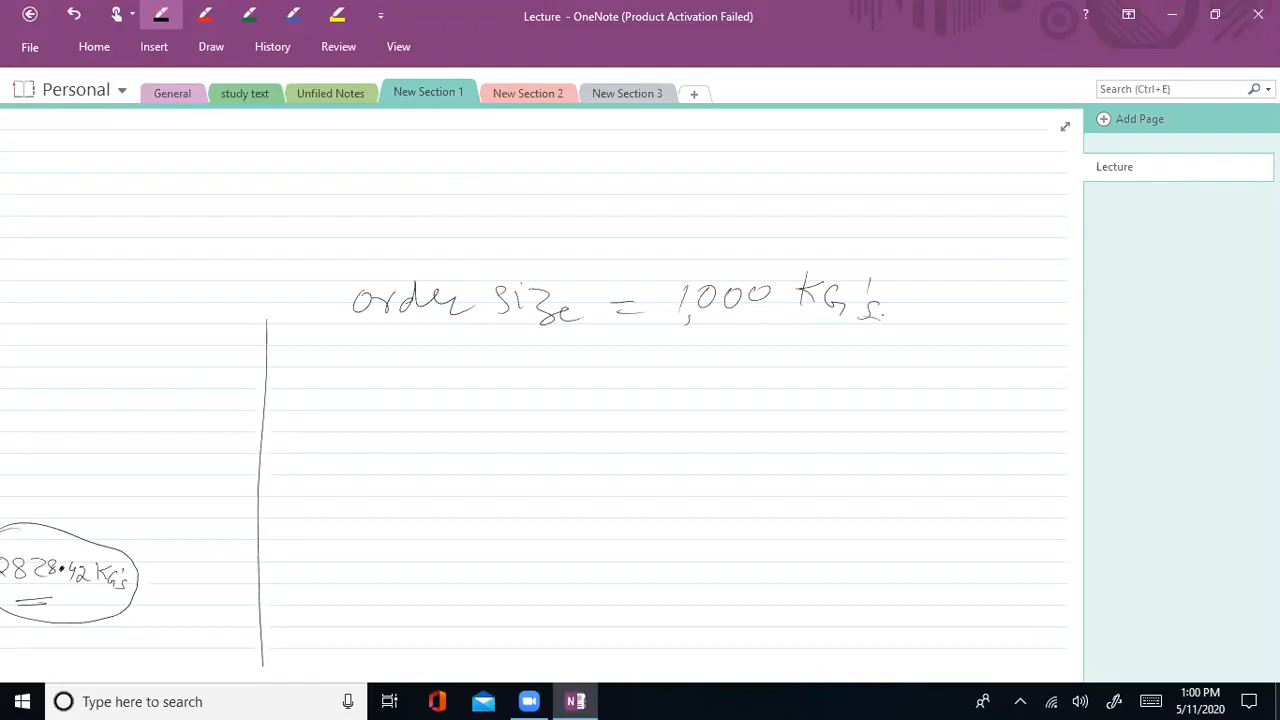 Lecture - OneNote (Product Activation Failed)
?
File Home Insert Draw History Review View
Personal General study text Unfiled Notes New Section 1 New Section 2 New Section 3 + Search (Ctrl+E)
Add Page
Lecture
order size = 1,000 KG's.
2828.42 KG's
Type here to search
1:00 PM
5/11/2020